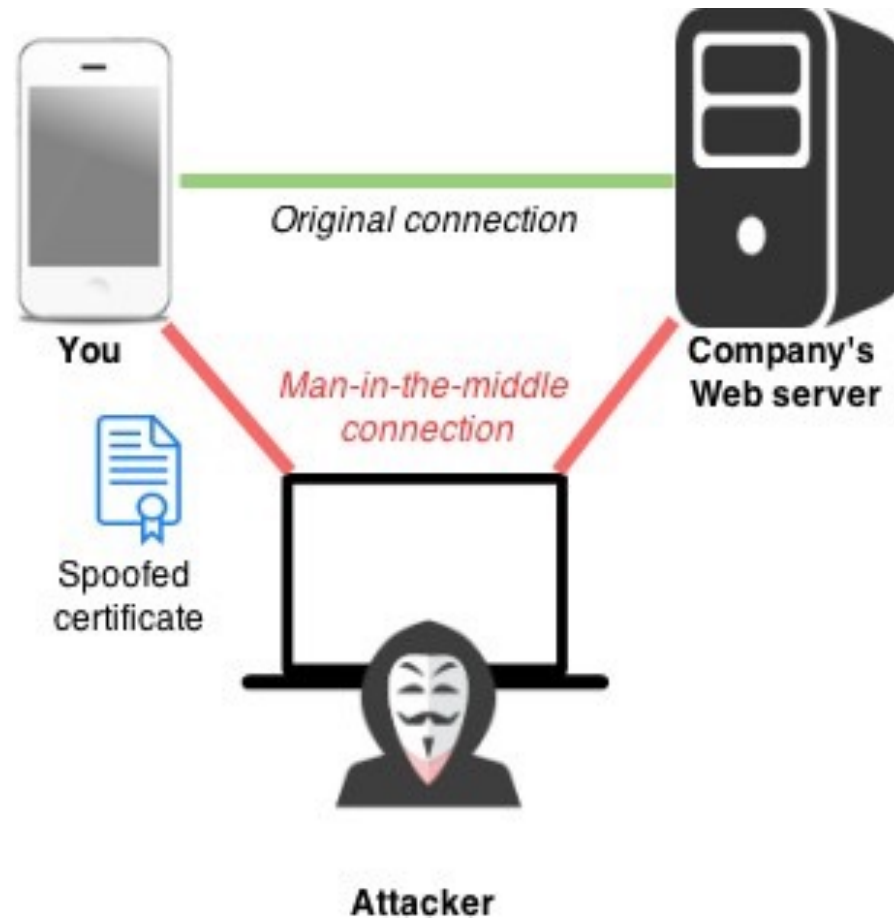 Original connection
You
Company's
Web server
Man-in-the-middle
connection
Spoofed
certificate
Attacker